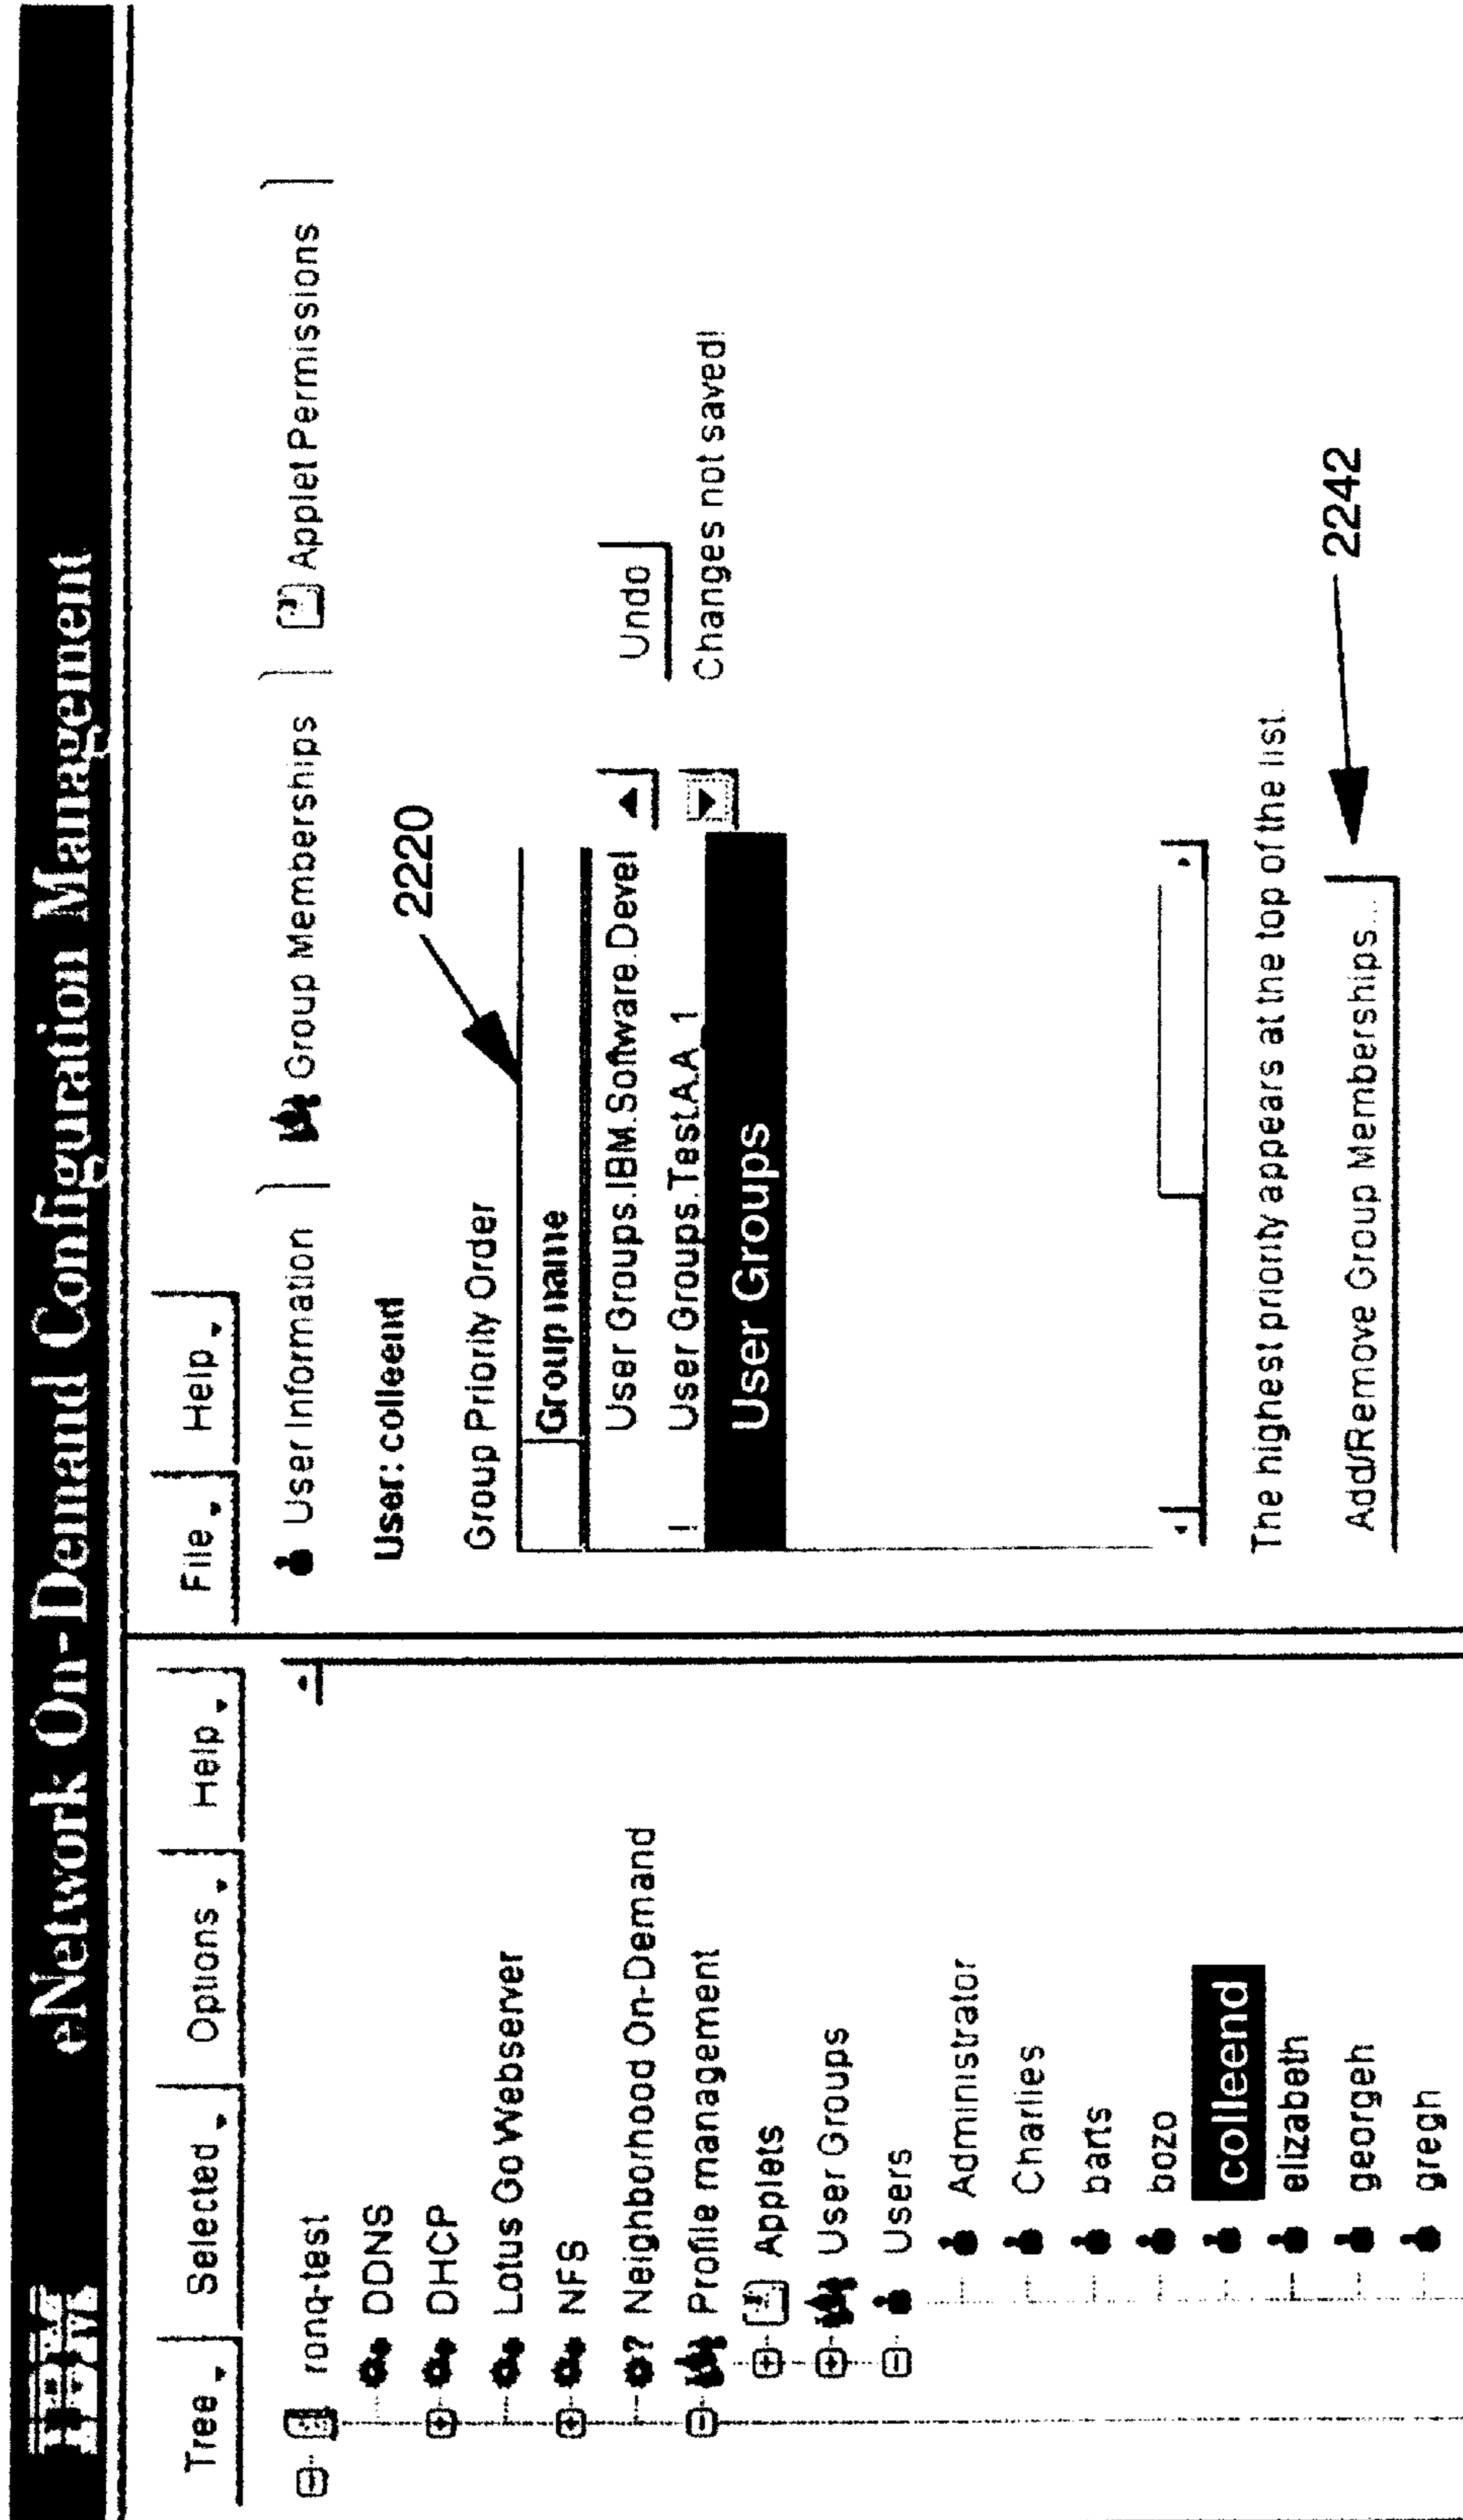 IBM eNetwork On-Demand Configuration Management
Tree Selected Options Help
ronq-test
DDNS
DHCP
Lotus Go Webserver
NFS
Neighborhood On-Demand
Profile management
Applets
User Groups
Users
Administrator
Charlies
barts
bozo
colleend
elizabeth
georgeh
gregh
File Help
User Information Group Memberships Applet Permissions
User: colleend
2220
Group Priority Order
Group name
User Groups.IBM.Software.Devel
User Groups.Test.A.A_1
User Groups
Undo
Changes not saved!
The highest priority appears at the top of the list.
2242
Add/Remove Group Memberships...